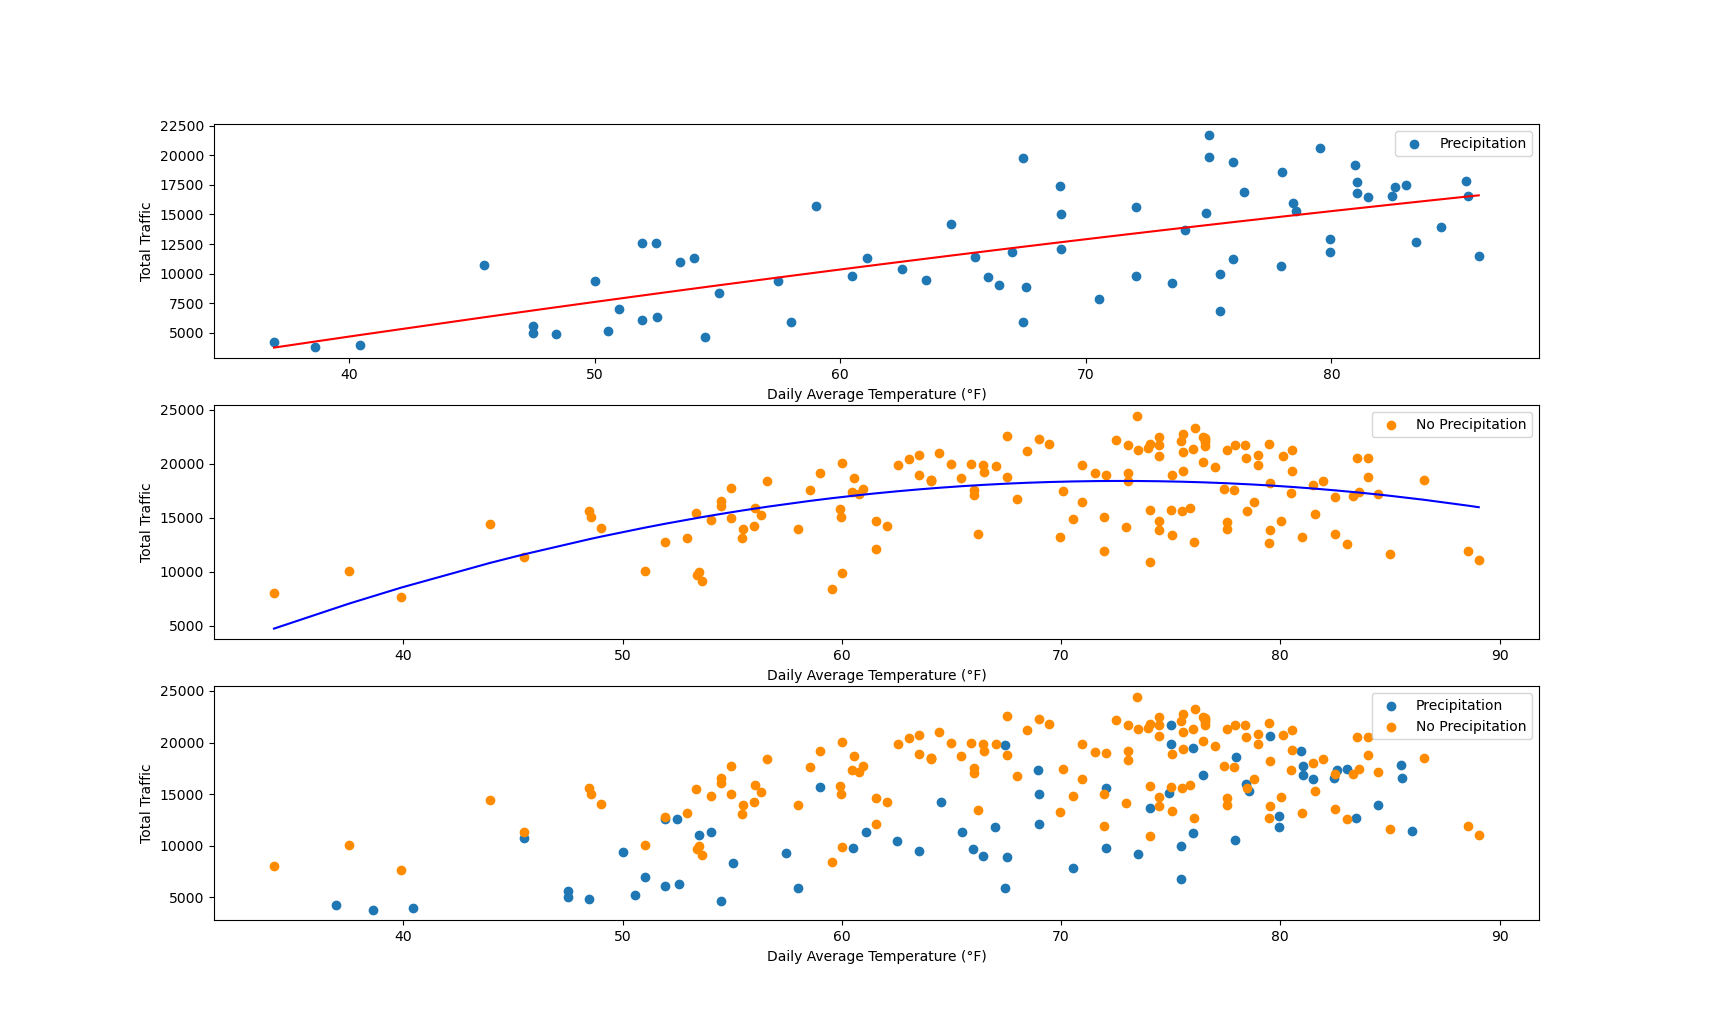 22500
20000
17500
15000
12500
10000
7500
5000
Total Traffic
Precipitation
40 50 60 70 80
Daily Average Temperature (°F)
25000
20000
15000
10000
5000
Total Traffic
No Precipitation
40 50 60 70 80 90
Daily Average Temperature (°F)
25000
20000
15000
10000
5000
Total Traffic
Precipitation
No Precipitation
40 50 60 70 80 90
Daily Average Temperature (°F)